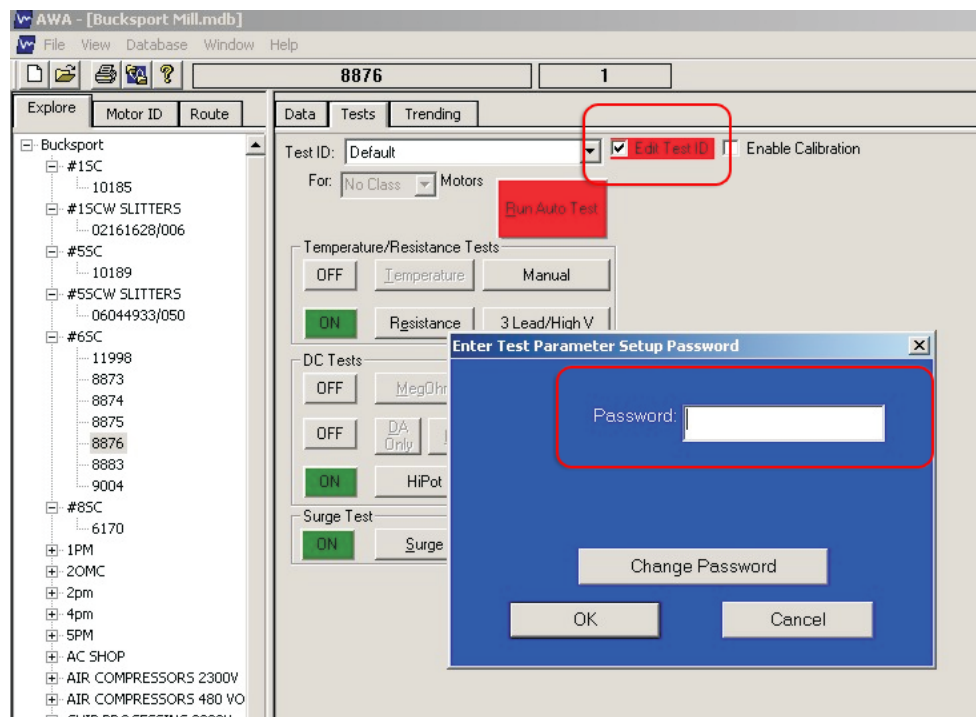 AWA - [Bucksport Mill.mdb]
File View Database Window Help
8876 1
Explore Motor ID Route
Bucksport
#1SC
10185
#1SCW SLITTERS
02161628/006
#5SC
10189
#5SCW SLITTERS
06044933/050
#6SC
11998
8873
8874
8875
8876
8883
9004
#8SC
6170
1PM
2OMC
2pm
4pm
5PM
AC SHOP
AIR COMPRESSORS 2300V
AIR COMPRESSORS 480 VO
Data Tests Trending
Test ID: Default Edit Test ID Enable Calibration
For: No Class Motors
Run Auto Test
Temperature/Resistance Tests
OFF Temperature Manual
ON Resistance 3 Lead/High V
DC Tests
OFF MegOhr
OFF DA Only
ON HiPot
Surge Test
ON Surge
Enter Test Parameter Setup Password
Password:
Change Password
OK Cancel